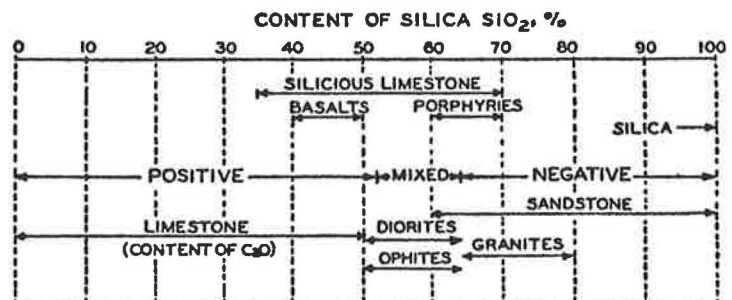 CONTENT OF SILICA SIO2, %
0 10 20 30 40 50 60 70 80 90 100
SILICIOUS LIMESTONE
BASALTS PORPHYRIES
SILICA
POSITIVE MIXED NEGATIVE
SANDSTONE
LIMESTONE DIORITES
(CONTENT OF CaO) GRANITES
OPHITES